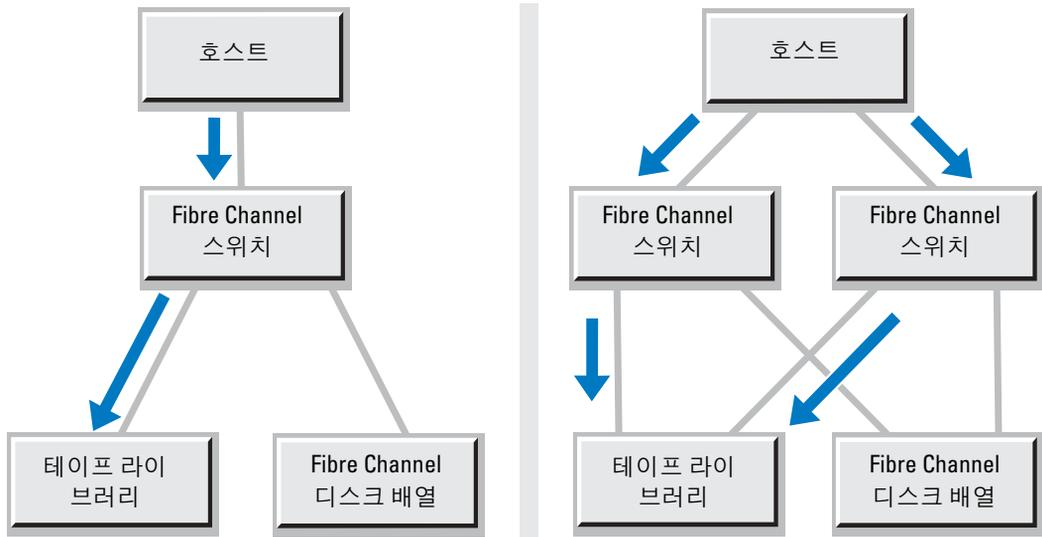 호스트
Fibre Channel
스위치
테이프 라이
브러리
Fibre Channel
디스크 배열
호스트
Fibre Channel
스위치
Fibre Channel
스위치
테이프 라이
브러리
Fibre Channel
디스크 배열